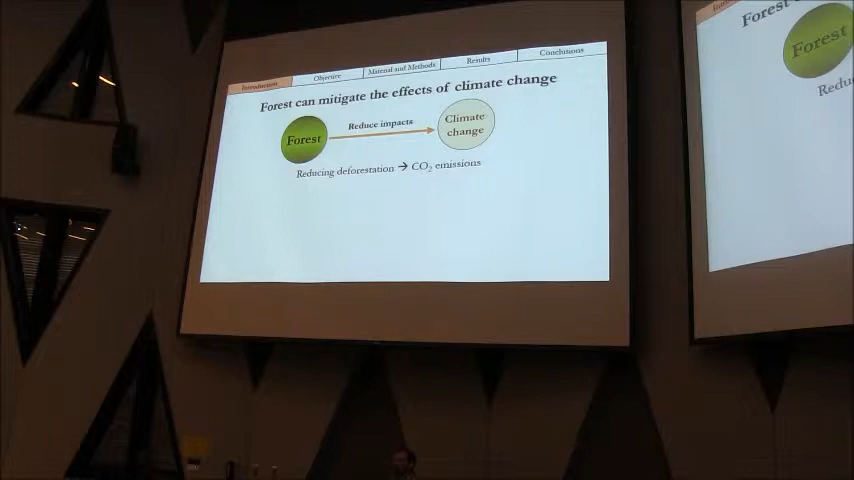 Introduction
Objective
Material and Methods
Results
Conclusions
Forest can mitigate the effects of climate change
Forest
Reduce impacts
Climate
change
Reducing deforestation → CO₂ emissions
Forest
Forest